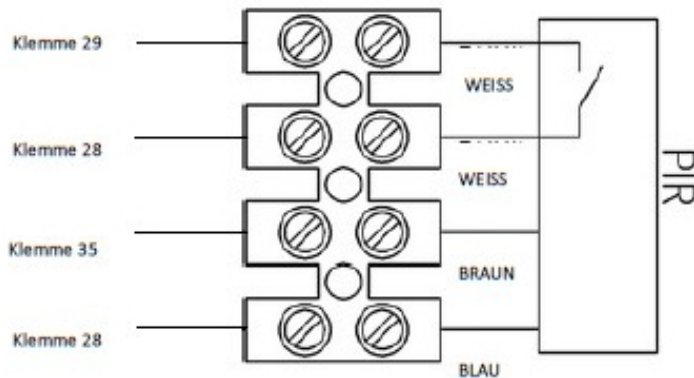 Klemme 29
WEISS
Klemme 28
WEISS
PIR
Klemme 35
BRAUN
Klemme 28
BLAU